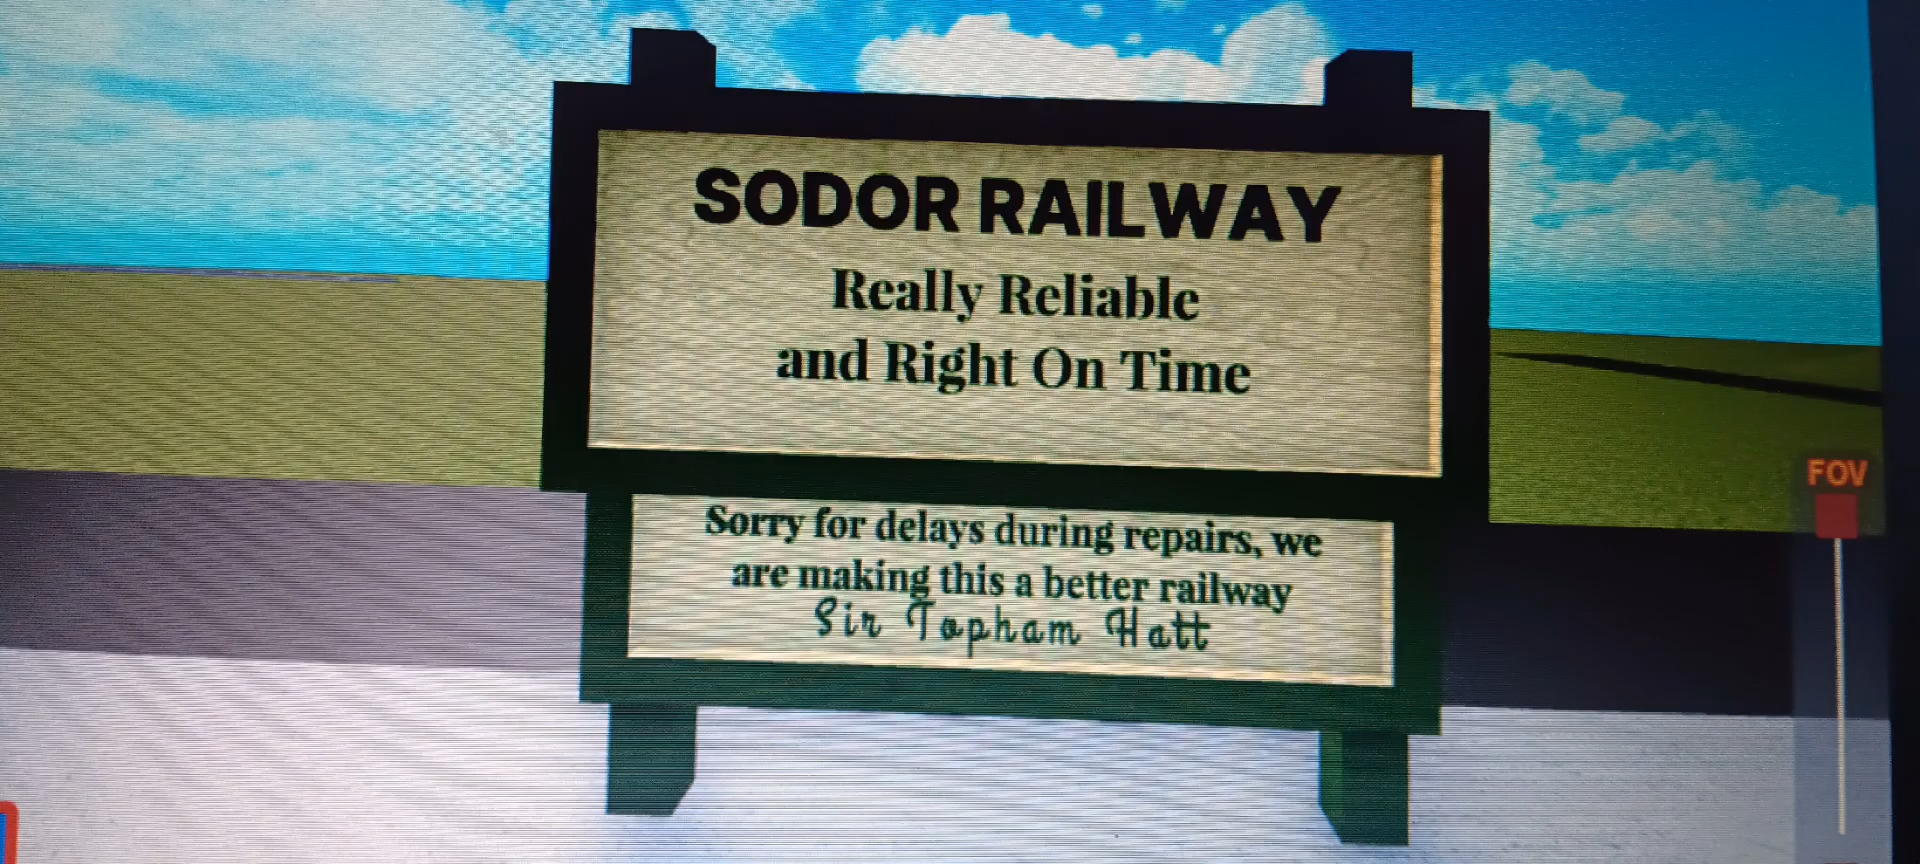 SODOR RAILWAY
Really Reliable
and Right On Time
Sorry for delays during repairs, we
are making this a better railway
Sir Topham Hatt
FOV